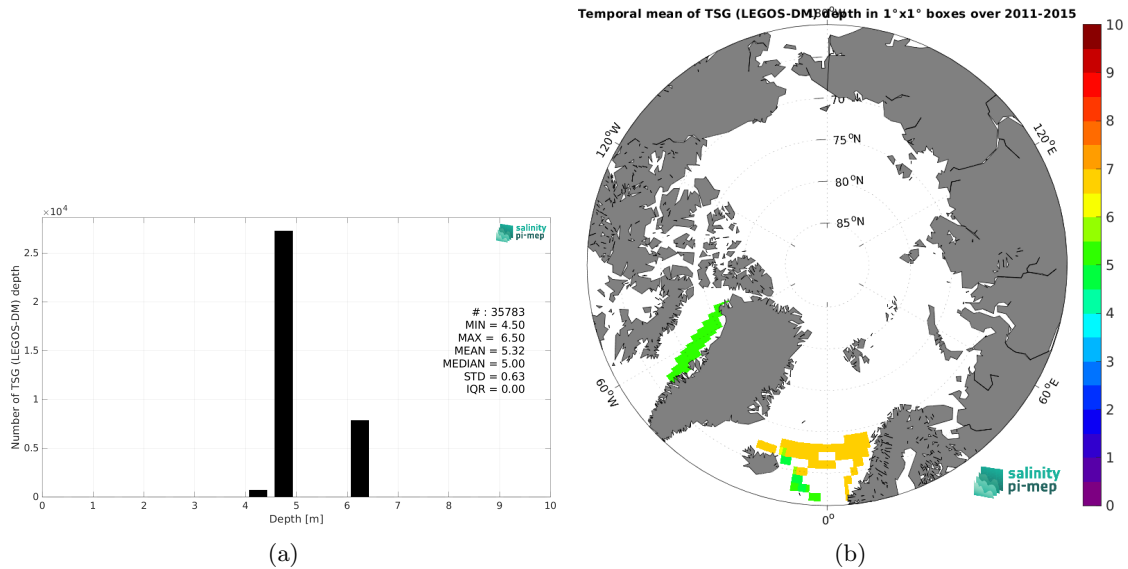 ×10⁴
2.5
2
1.5
1
0.5
0
0 1 2 3 4 5 6 7 8 9 10
Number of TSG (LEGOS-DM) depth
Depth [m]
salinity
pi-mep
# : 35783
MIN = 4.50
MAX = 6.50
MEAN = 5.32
MEDIAN = 5.00
STD = 0.63
IQR = 0.00
(a)
Temporal mean of TSG (LEGOS-DM) depth in 1°x1° boxes over 2011-2015
180°W
120°W
120°E
70
75°N
80°N
85°N
60°W
60°E
0°
salinity
pi-mep
10
9
8
7
6
5
4
3
2
1
0
(b)